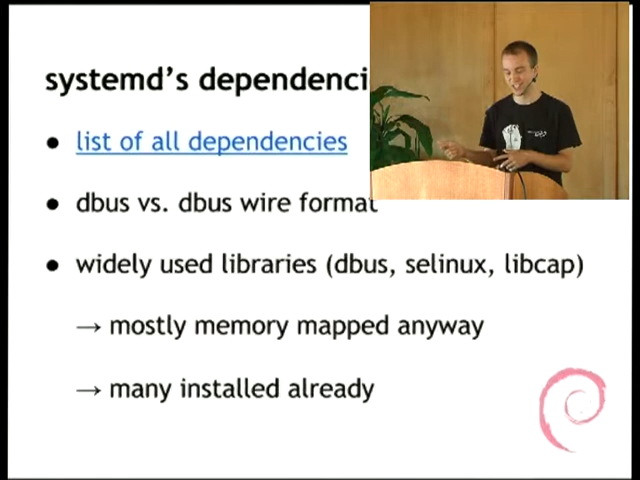 systemd's dependenci
● list of all dependencies
● dbus vs. dbus wire format
● widely used libraries (dbus, selinux, libcap)
→ mostly memory mapped anyway
→ many installed already